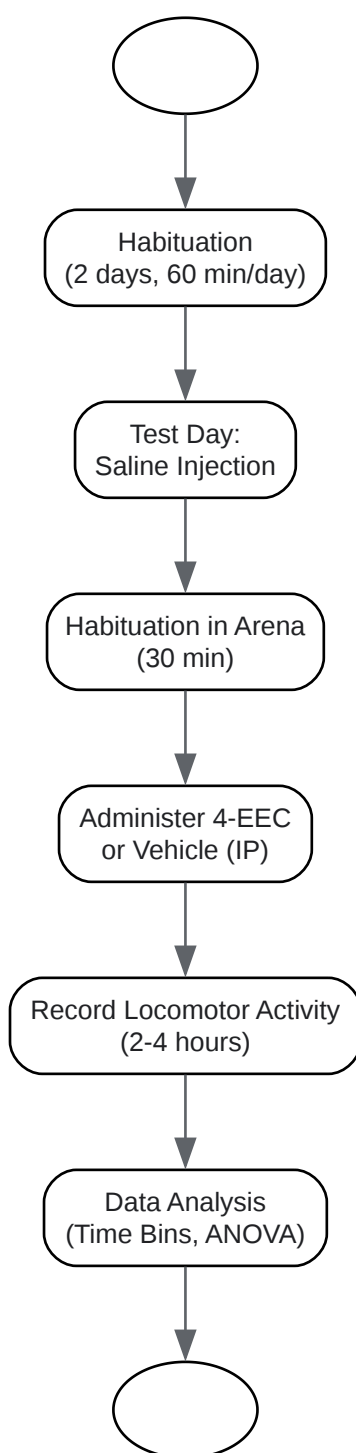 Habituation
(2 days, 60 min/day)
Test Day:
Saline Injection
Habituation in Arena
(30 min)
Administer 4-EEC
or Vehicle (IP)
Record Locomotor Activity
(2-4 hours)
Data Analysis
(Time Bins, ANOVA)